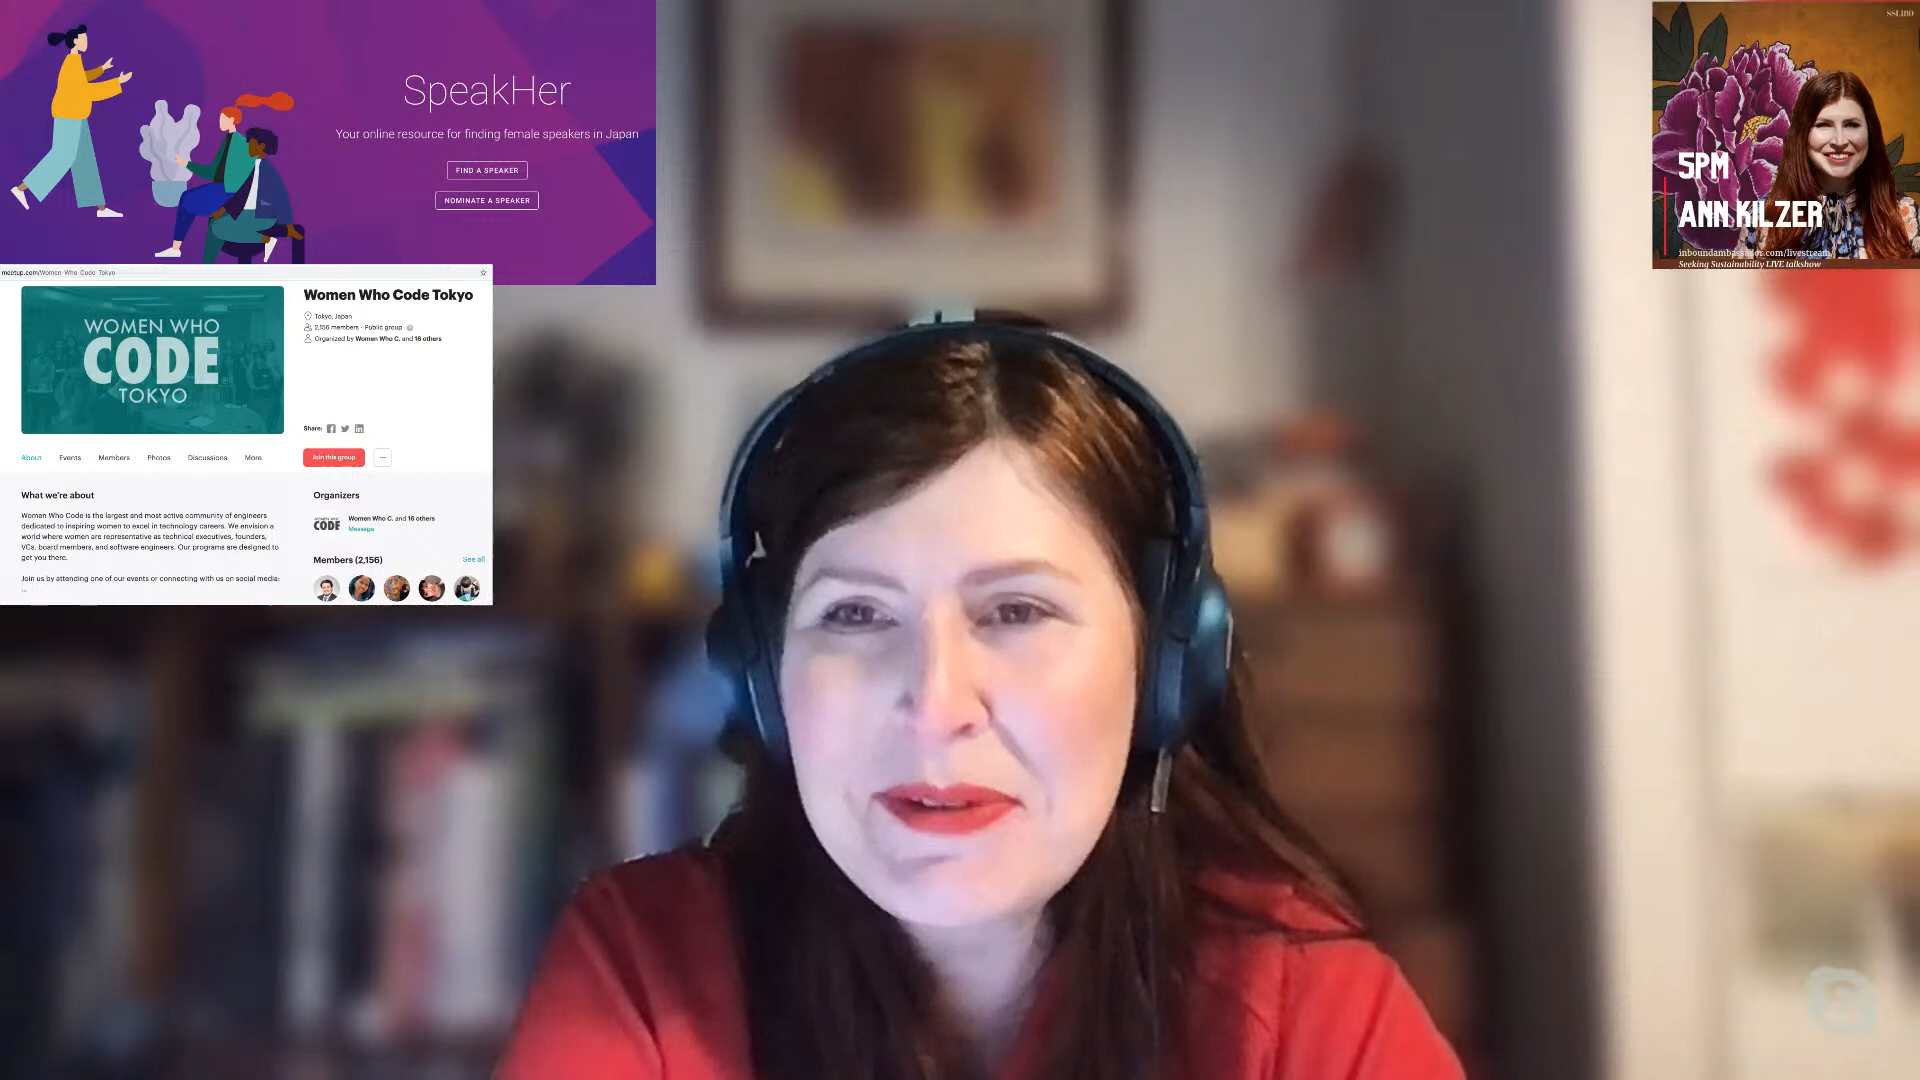 SpeakHer
Your online resource for finding female speakers in Japan
FIND A SPEAKER
NOMINATE A SPEAKER
meetup.com/Women-Who-Code-Tokyo
WOMEN WHO
CODE
TOKYO
Women Who Code Tokyo
Tokyo, Japan
2,156 members · Public group
Organized by Women Who C. and 16 others
Share:
About Events Members Photos Discussions More
Join this group
...
What we're about
Women Who Code is the largest and most active community of engineers
dedicated to inspiring women to excel in technology careers. We envision a
world where women are representative as technical executives, founders,
VCs, board members, and software engineers. Our programs are designed to
get you there.
Join us by attending one of our events or connecting with us on social media:
...
Organizers
WOMEN WHO
CODE
Women Who C. and 16 others
Message
Members (2,156)
See all
SSL180
5PM
ANN KILZER
inboundambassador.com/livestream/
Seeking Sustainability LIVE talkshow